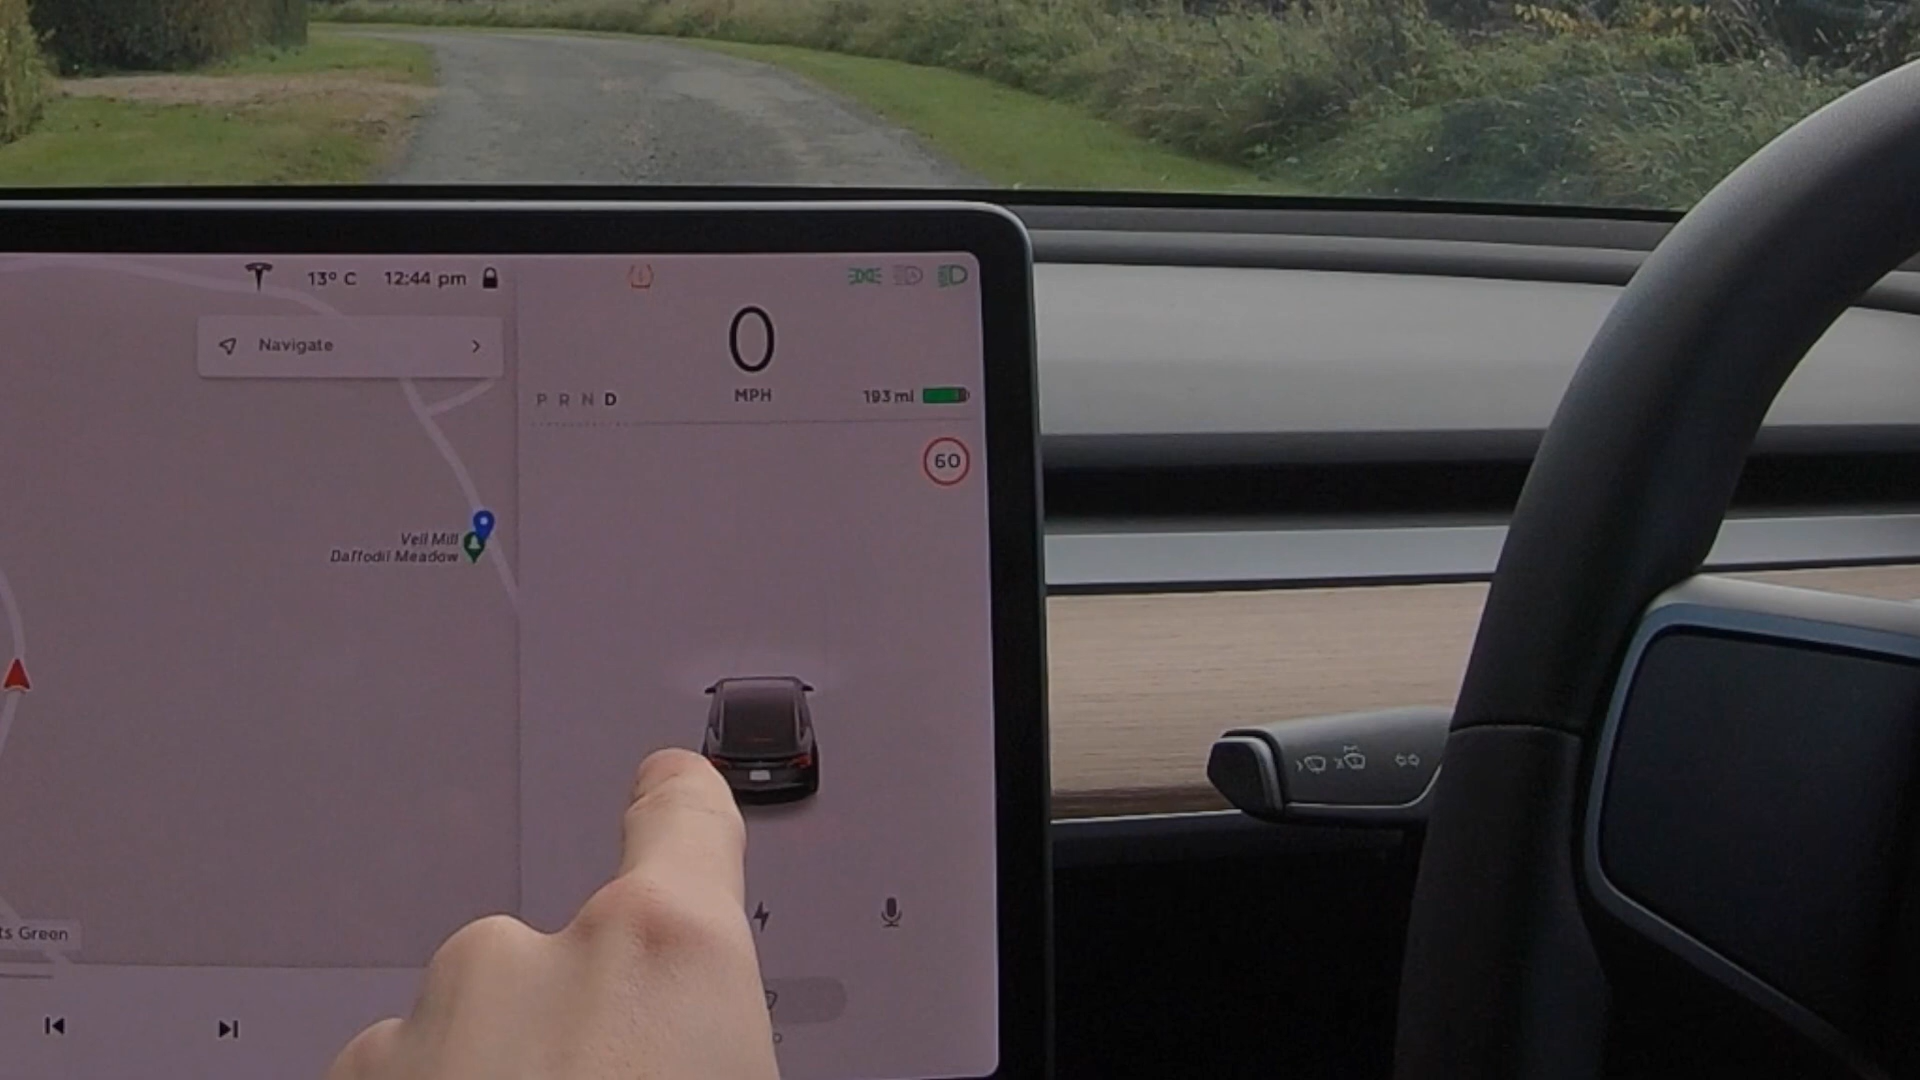 13° C 12:44 pm
Navigate
0
MPH
P R N D
193 mi
60
Vell Mill
Daffodil Meadow
ts Green